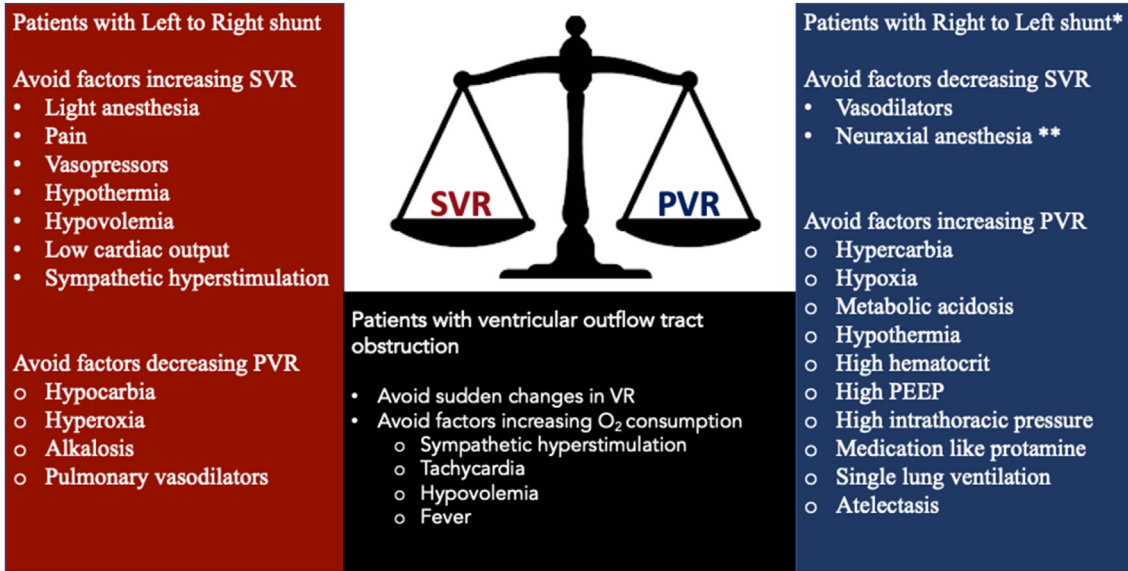 Patients with Left to Right shunt
Avoid factors increasing SVR
• Light anesthesia
• Pain
• Vasopressors
• Hypothermia
• Hypovolemia
• Low cardiac output
• Sympathetic hyperstimulation
Avoid factors decreasing PVR
o Hypocarbia
o Hyperoxia
o Alkalosis
o Pulmonary vasodilators
SVR
PVR
Patients with ventricular outflow tract
obstruction
• Avoid sudden changes in VR
• Avoid factors increasing O₂ consumption
o Sympathetic hyperstimulation
o Tachycardia
o Hypovolemia
o Fever
Patients with Right to Left shunt*
Avoid factors decreasing SVR
• Vasodilators
• Neuraxial anesthesia **
Avoid factors increasing PVR
o Hypercarbia
o Hypoxia
o Metabolic acidosis
o Hypothermia
o High hematocrit
o High PEEP
o High intrathoracic pressure
o Medication like protamine
o Single lung ventilation
o Atelectasis